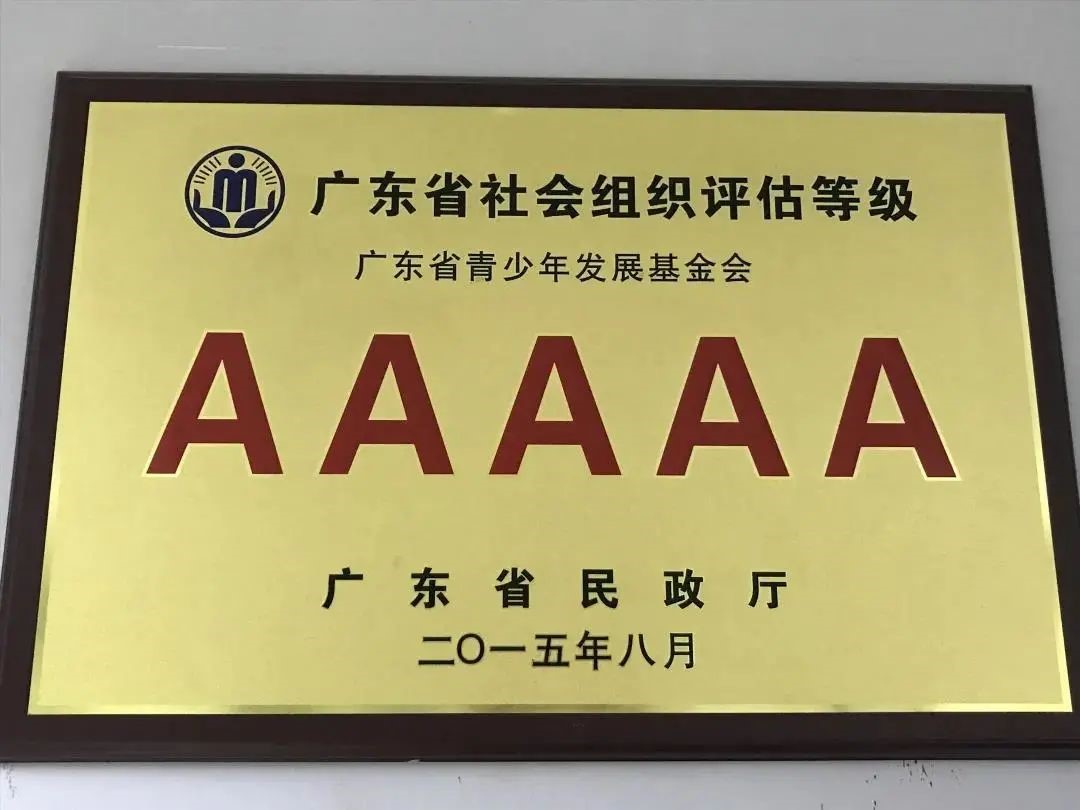 广东省社会组织评估等级
广东省青少年发展基金会
AAAAA
广东省民政厅
二〇一五年八月